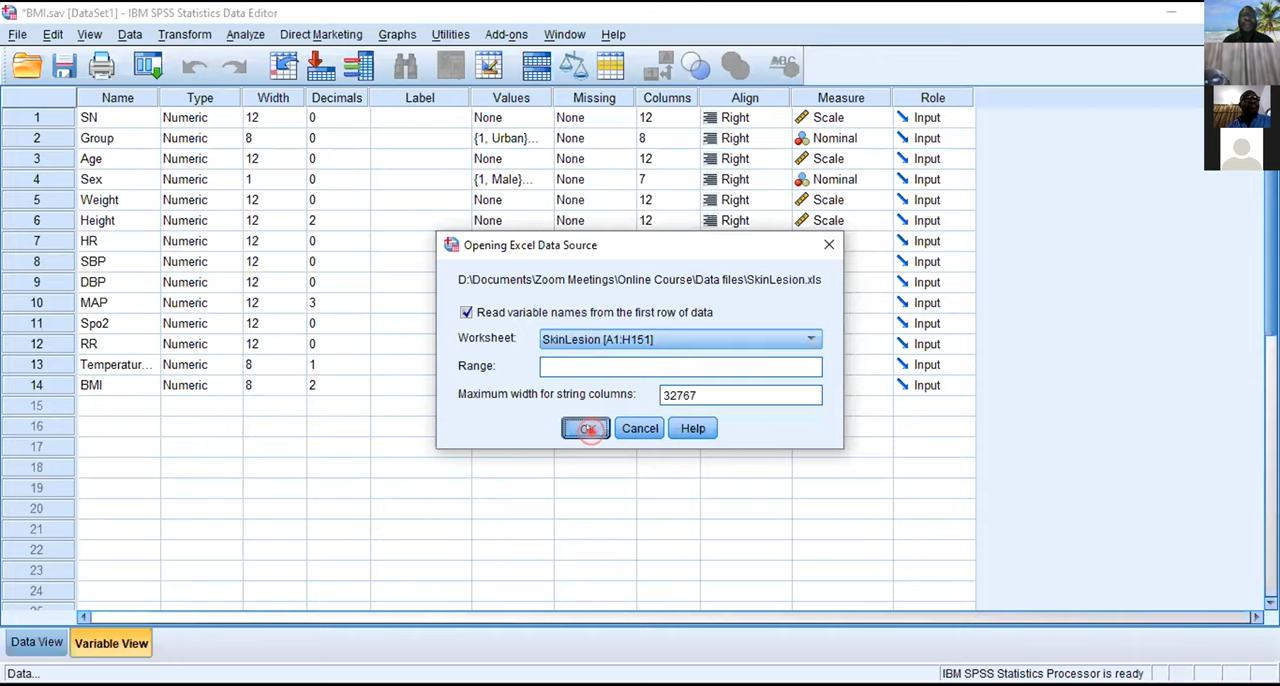 *BMI.sav [DataSet1] - IBM SPSS Statistics Data Editor
File Edit View Data Transform Analyze Direct Marketing Graphs Utilities Add-ons Window Help
Name Type Width Decimals Label Values Missing Columns Align Measure Role
1 SN Numeric 12 0 None None 12 Right Scale Input
2 Group Numeric 8 0 {1, Urban}... None 8 Right Nominal Input
3 Age Numeric 12 0 None None 12 Right Scale Input
4 Sex Numeric 1 0 {1, Male}... None 7 Right Nominal Input
5 Weight Numeric 12 0 None None 12 Right Scale Input
6 Height Numeric 12 2 None None 12 Right Scale Input
7 HR Numeric 12 0 Input
8 SBP Numeric 12 0 Input
9 DBP Numeric 12 0 Input
10 MAP Numeric 12 3 Input
11 Spo2 Numeric 12 0 Input
12 RR Numeric 12 0 Input
13 Temperatur... Numeric 8 1 Input
14 BMI Numeric 8 2 Input
15
16
17
18
19
20
21
22
23
24
Opening Excel Data Source
D:\Documents\Zoom Meetings\Online Course\Data files\SkinLesion.xls
Read variable names from the first row of data
Worksheet: SkinLesion [A1:H151]
Range:
Maximum width for string columns: 32767
OK Cancel Help
Data View Variable View
Data... IBM SPSS Statistics Processor is ready